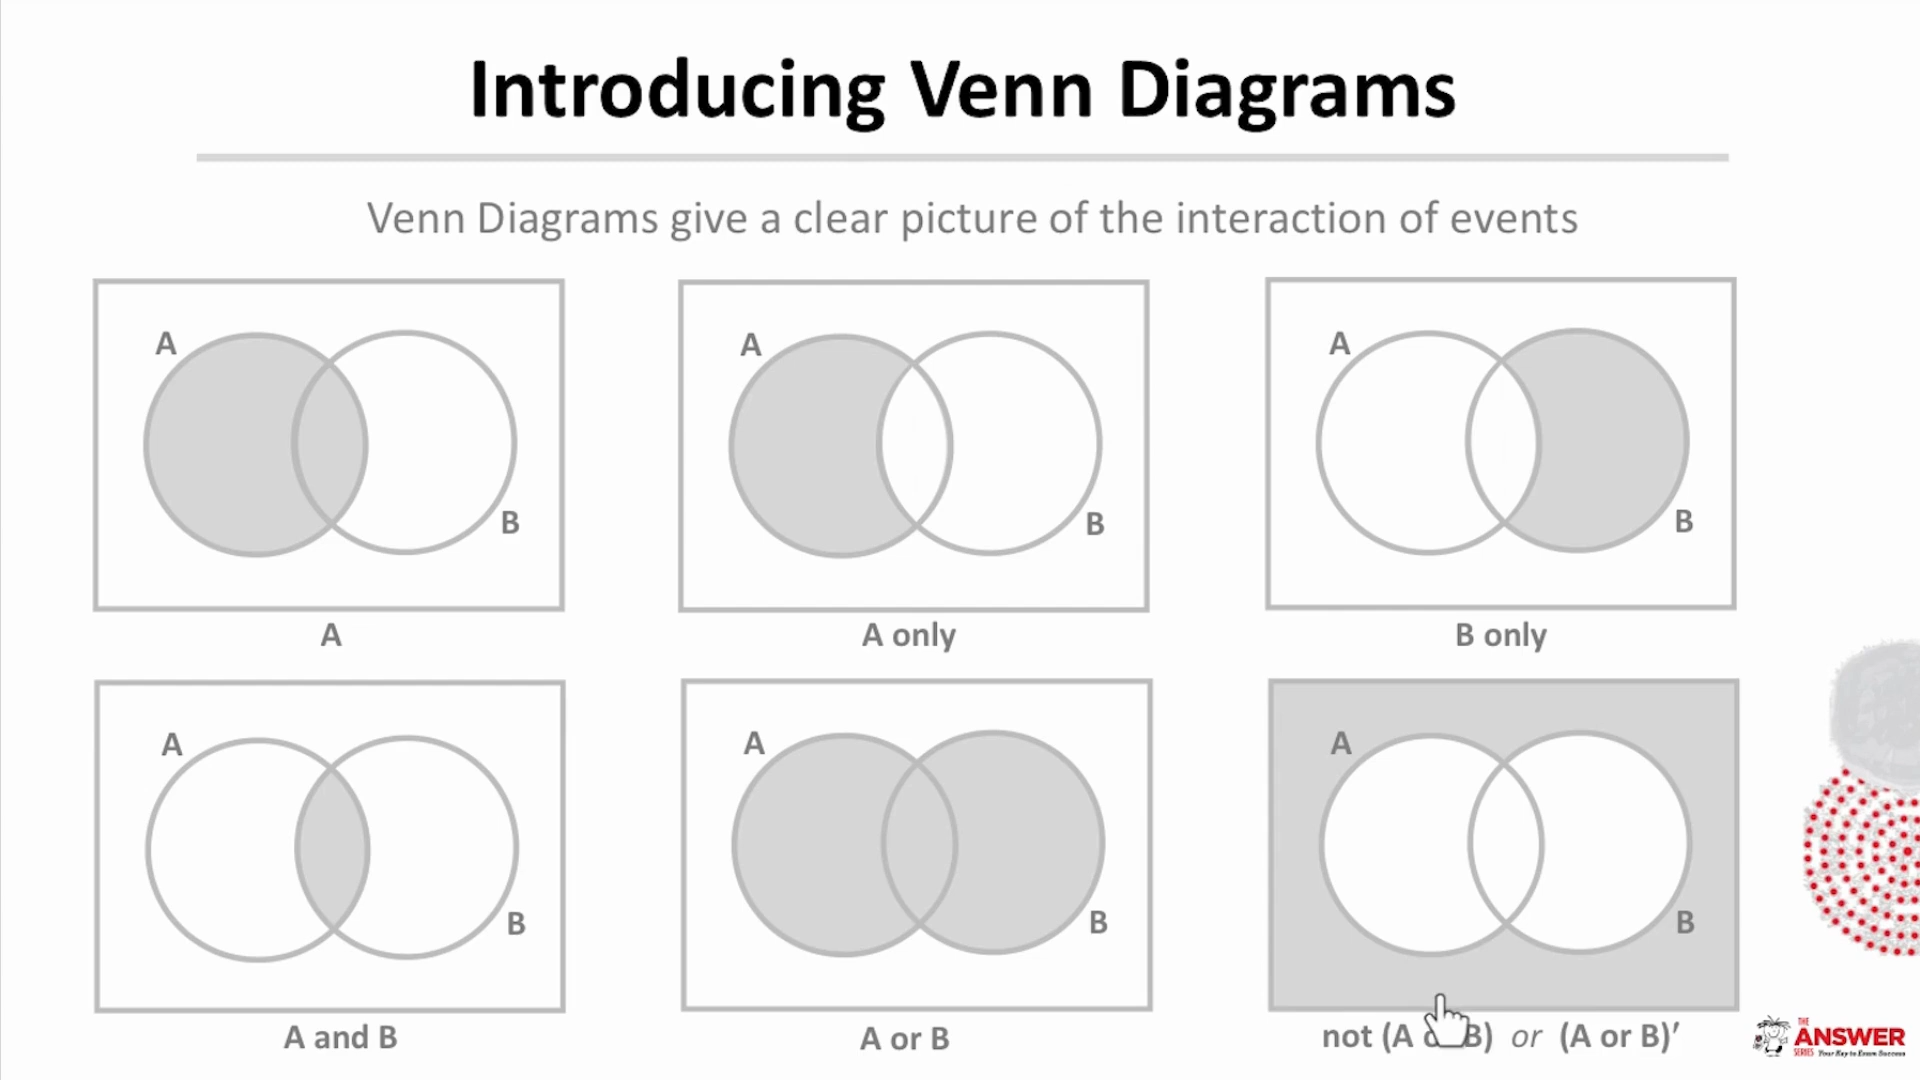 Introducing Venn Diagrams
Venn Diagrams give a clear picture of the interaction of events
A
B
A
A
B
A only
A
B
B only
A
B
A and B
A
B
A or B
A
B
not (A B) or (A or B)′
THE
ANSWER
SERIES Your Key to Exam Success